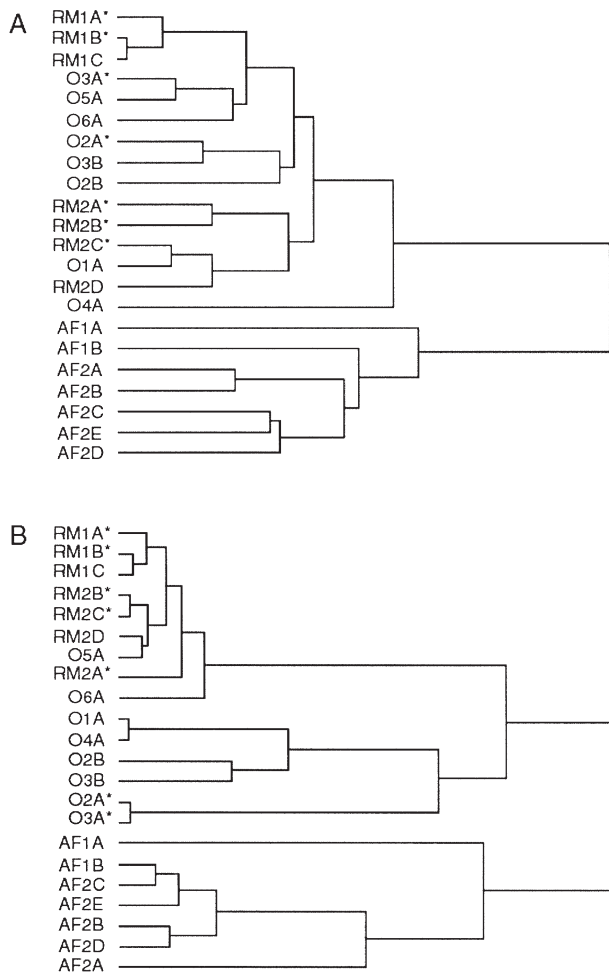 A
RM1A*
RM1B*
RM1C
O3A*
O5A
O6A
O2A*
O3B
O2B
RM2A*
RM2B*
RM2C*
O1A
RM2D
O4A
AF1A
AF1B
AF2A
AF2B
AF2C
AF2E
AF2D
B
RM1A*
RM1B*
RM1C
RM2B*
RM2C*
RM2D
O5A
RM2A*
O6A
O1A
O4A
O2B
O3B
O2A*
O3A*
AF1A
AF1B
AF2C
AF2E
AF2B
AF2D
AF2A